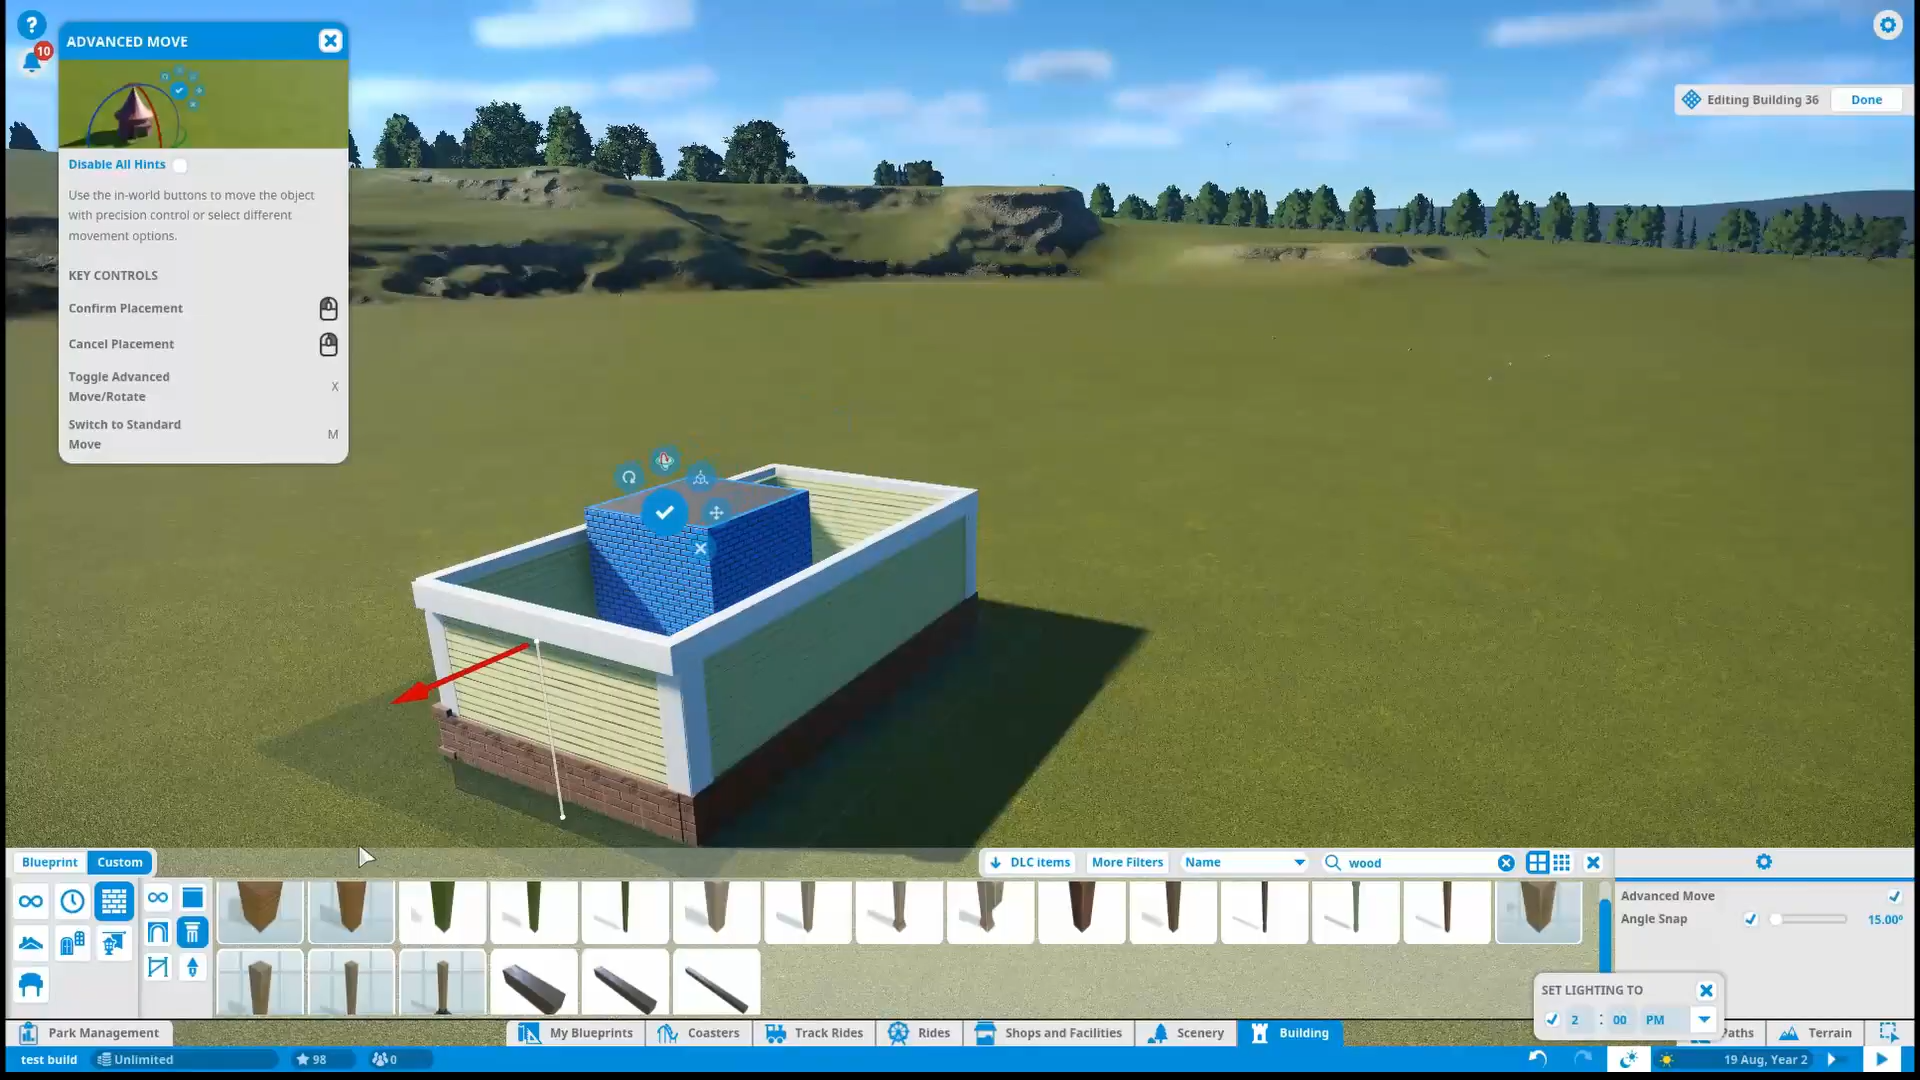 ?
10
ADVANCED MOVE
Disable All Hints
Use the in-world buttons to move the object
with precision control or select different
movement options.
KEY CONTROLS
Confirm Placement
Cancel Placement
Toggle Advanced
Move/Rotate
X
Switch to Standard
Move
M
Editing Building 36
Done
Blueprint
Custom
DLC items
More Filters
Name
wood
Advanced Move
Angle Snap
15.00°
SET LIGHTING TO
2 : 00 PM
Park Management
My Blueprints
Coasters
Track Rides
Rides
Shops and Facilities
Scenery
Building
Paths
Terrain
test build
Unlimited
98
0
19 Aug, Year 2